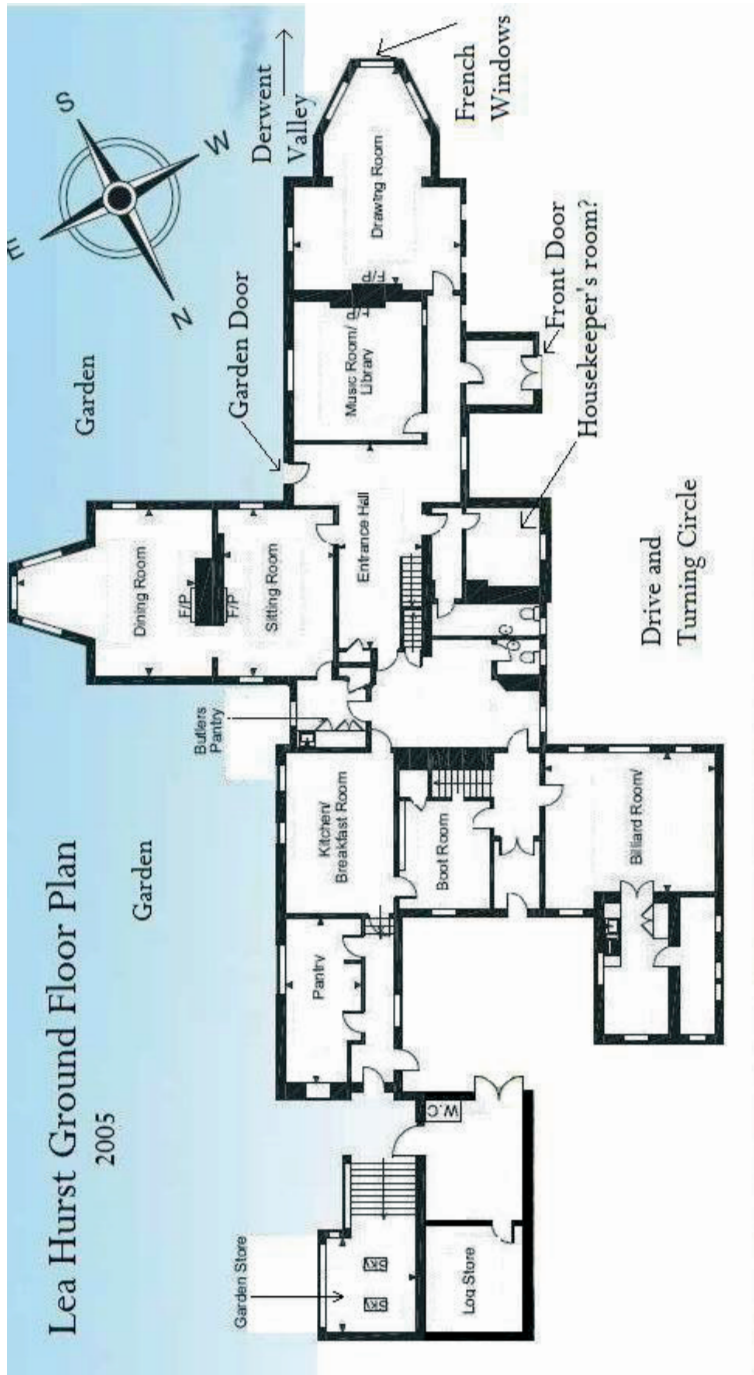 Lea Hurst Ground Floor Plan
2005
Garden
Garden
S
W
E
N
Derwent
Valley
French
Windows
Garden Door
Front Door
Housekeeper's room?
Drive and
Turning Circle
Drawing Room
F/P
Music Room/
Library
F/P
Entrance Hall
Dining Room
F/P
F/P
Sitting Room
Butlers
Pantry
Kitchen/
Breakfast Room
Boot Room
Billiard Room/
Pantry
W.C
Garden Store
SKY
SKY
Log Store